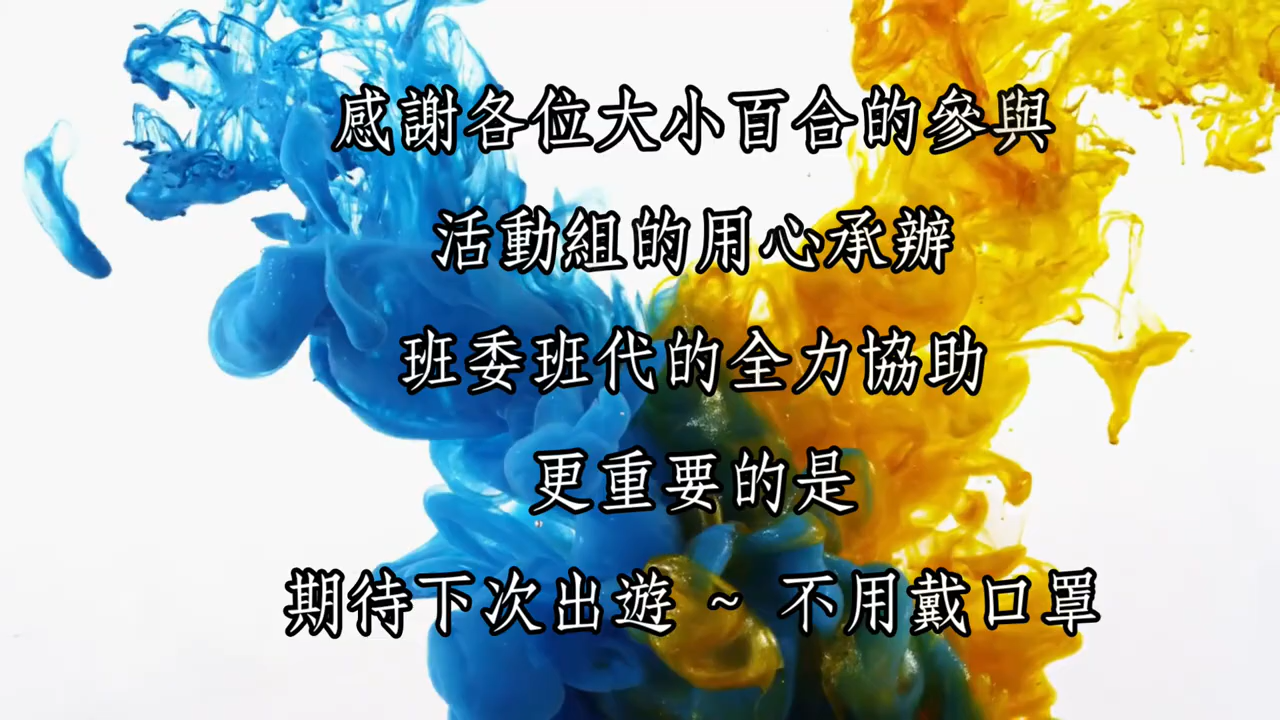 感謝各位大小百合的參與
活動組的用心承辦
班委班代的全力協助
更重要的是
期待下次出遊 ~ 不用戴口罩